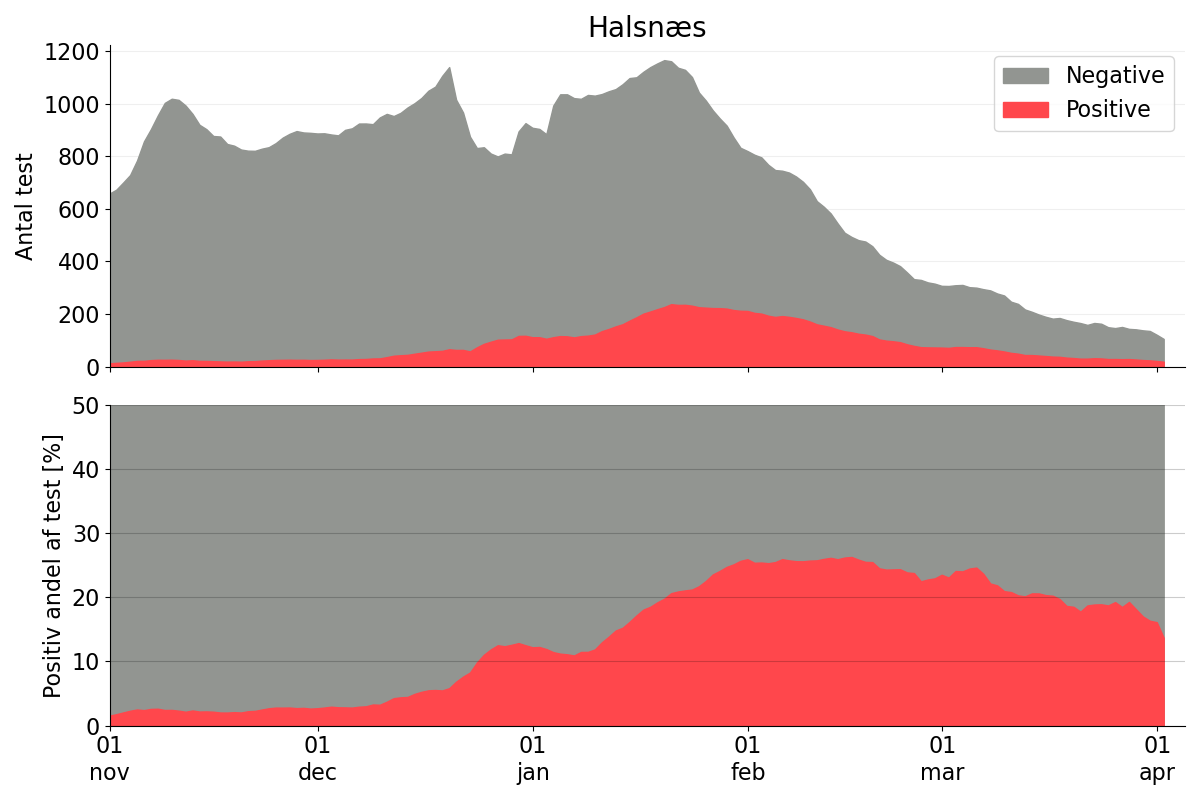 Halsnæs
1200
1000
800
600
400
200
0
Antal test
Negative
Positive
50
40
30
20
10
0
Positiv andel af test [%]
01 01 01 01 01 01
nov dec jan feb mar apr